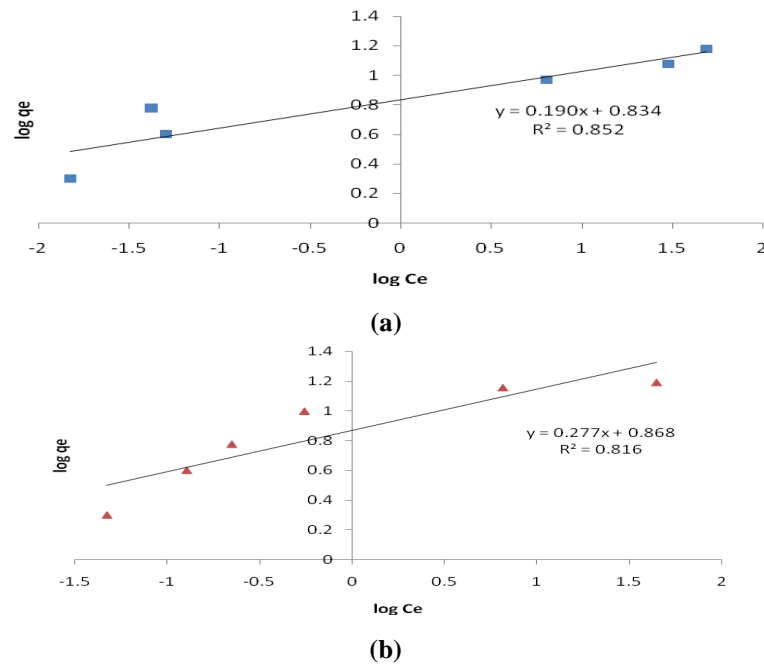 1.4
1.2
1
0.8
0.6
0.4
0.2
0
log qe
y = 0.190x + 0.834
R² = 0.852
-2 -1.5 -1 -0.5 0 0.5 1 1.5 2
log Ce
(a)
1.4
1.2
1
0.8
0.6
0.4
0.2
0
log qe
y = 0.277x + 0.868
R² = 0.816
-1.5 -1 -0.5 0 0.5 1 1.5 2
log Ce
(b)